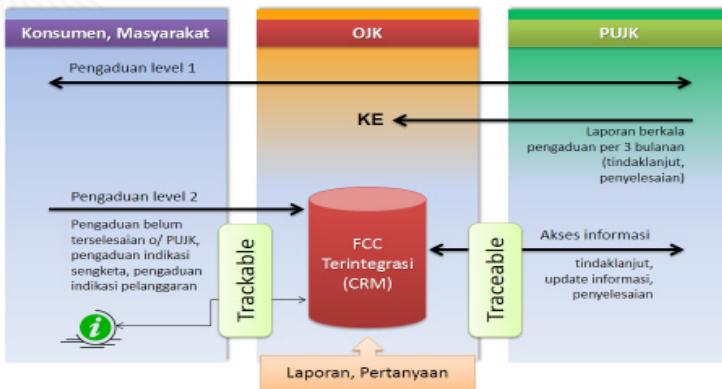 Konsumen, Masyarakat
OJK
PUJK
Pengaduan level 1
KE
Laporan berkala
pengaduan per 3 bulanan
(tindaklanjut,
penyelesaian)
Pengaduan level 2
Pengaduan belum
terselesaian o/ PUJK,
pengaduan indikasi
sengketa, pengaduan
indikasi pelanggaran
Trackable
FCC
Terintegrasi
(CRM)
Traceable
Akses informasi
tindaklanjut,
update informasi,
penyelesaian
i
Laporan, Pertanyaan